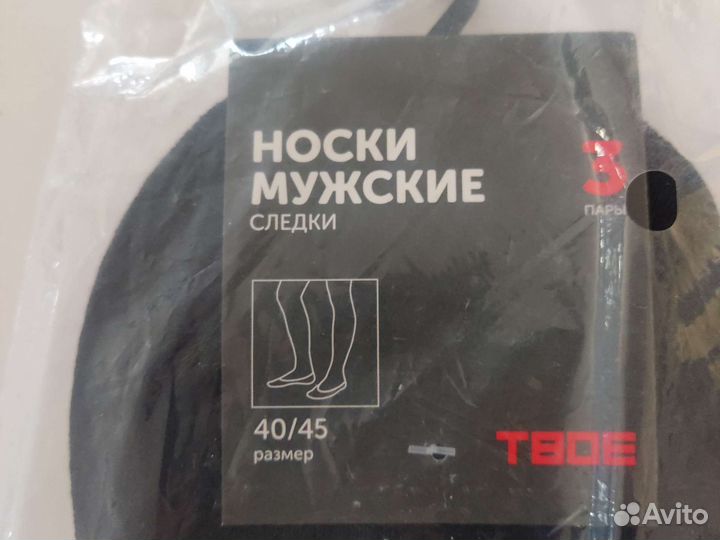 НОСКИ
МУЖСКИЕ
СЛЕДКИ
3
ПАРЫ
40/45
размер
ТВОЕ
Avito